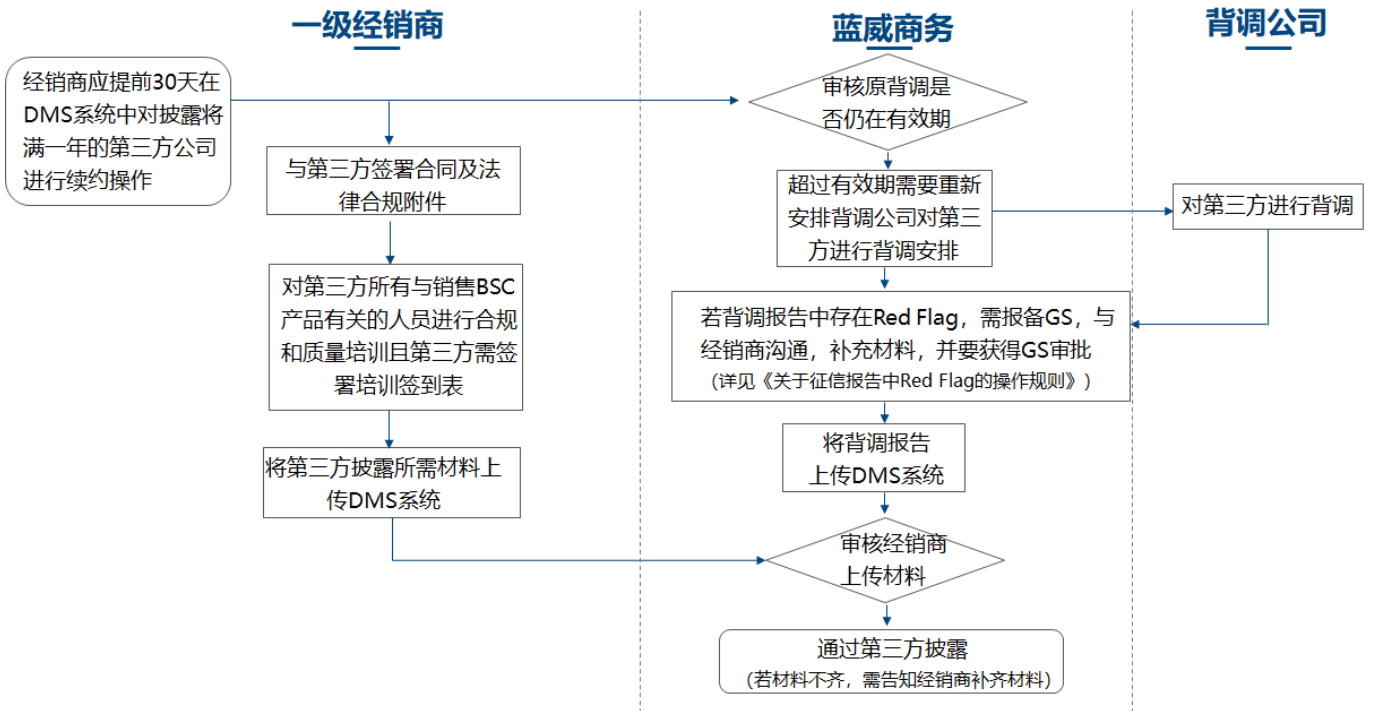 一级经销商
蓝威商务
背调公司
经销商应提前30天在
DMS系统中对披露将
满一年的第三方公司
进行续约操作
与第三方签署合同及法
律合规附件
对第三方所有与销售BSC
产品有关的人员进行合规
和质量培训且第三方需签
署培训签到表
将第三方披露所需材料上
传DMS系统
审核原背调是
否仍在有效期
超过有效期需要重新
安排背调公司对第三
方进行背调安排
对第三方进行背调
若背调报告中存在Red Flag，需报备GS，与
经销商沟通，补充材料，并要获得GS审批
（详见《关于征信报告中Red Flag的操作规则》）
将背调报告
上传DMS系统
审核经销商
上传材料
通过第三方披露
（若材料不齐，需告知经销商补齐材料）